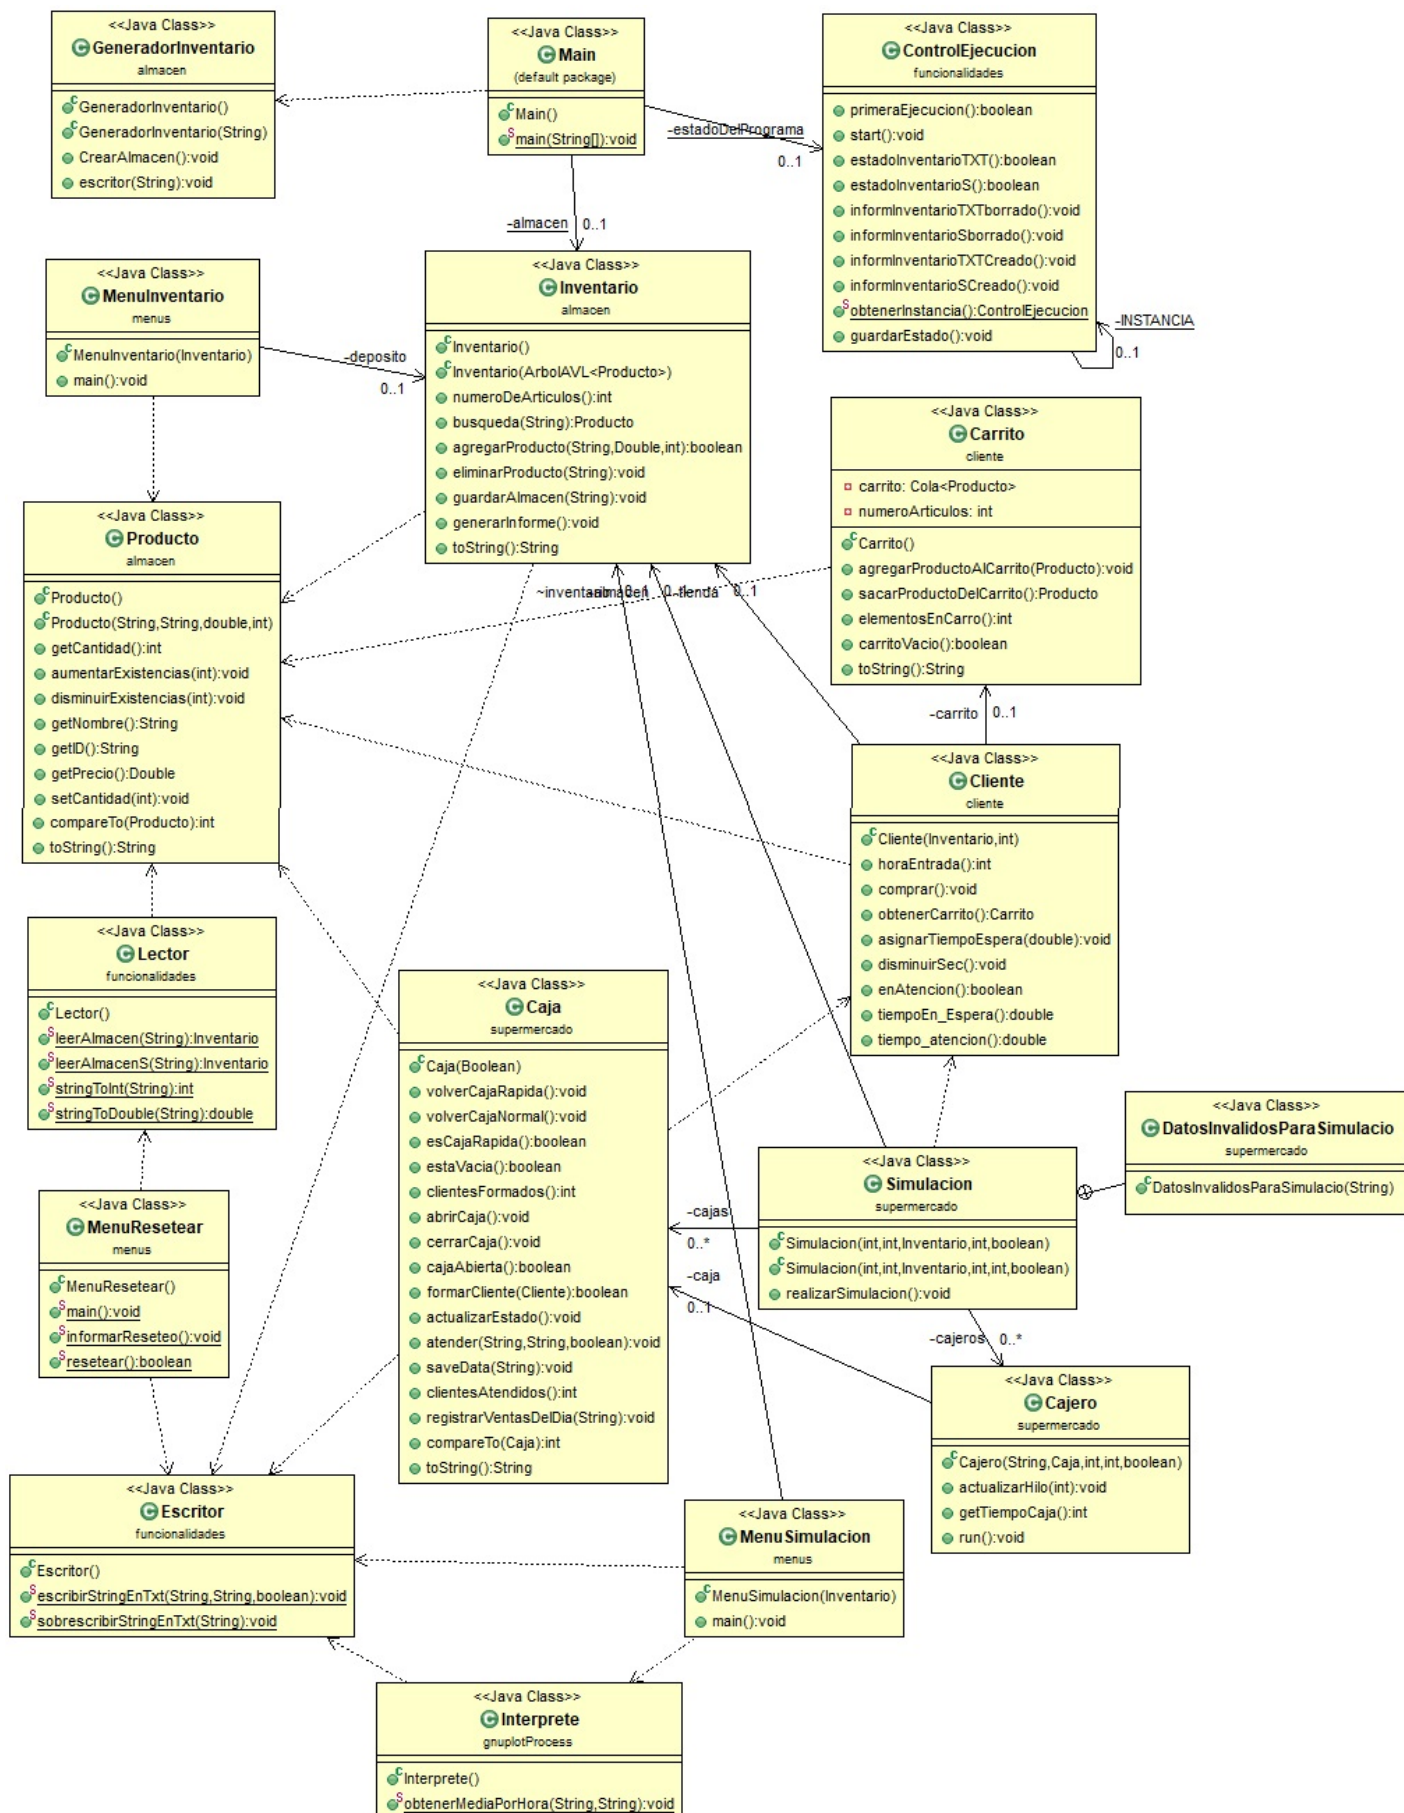 <<Java Class>>
GeneradorInventario
almacen
GeneradorInventario()
GeneradorInventario(String)
CrearAlmacen():void
escritor(String):void
<<Java Class>>
Main
(default package)
Main()
main(String[]):void
<<Java Class>>
ControlEjecucion
funcionalidades
primeraEjecucion():boolean
start():void
estadoInventarioTXT():boolean
estadoInventarioS():boolean
informInventarioTXTborrado():void
informInventarioSborrado():void
informInventarioTXTCreado():void
informInventarioSCreado():void
obtenerInstancia():ControlEjecucion
guardarEstado():void
-estadoDelPrograma
0..1
-INSTANCIA
0..1
-almacen
0..1
<<Java Class>>
MenuInventario
menus
MenuInventario(Inventario)
main():void
-deposito
0..1
<<Java Class>>
Inventario
almacen
Inventario()
Inventario(ArbolAVL<Producto>)
numeroDeArticulos():int
busqueda(String):Producto
agregarProducto(String,Double,int):boolean
eliminarProducto(String):void
guardarAlmacen(String):void
generarInforme():void
toString():String
<<Java Class>>
Carrito
cliente
carrito: Cola<Producto>
numeroArticulos: int
Carrito()
agregarProductoAlCarrito(Producto):void
sacarProductoDelCarrito():Producto
elementosEnCarro():int
carritoVacio():boolean
toString():String
<<Java Class>>
Producto
almacen
Producto()
Producto(String,String,double,int)
getCantidad():int
aumentarExistencias(int):void
disminuirExistencias(int):void
getNombre():String
getID():String
getPrecio():Double
setCantidad(int):void
compareTo(Producto):int
toString():String
0..1
-carrito
0..1
<<Java Class>>
Cliente
cliente
Cliente(Inventario,int)
horaEntrada():int
comprar():void
obtenerCarrito():Carrito
asignarTiempoEspera(double):void
disminuirSec():void
enAtencion():boolean
tiempoEn_Espera():double
tiempo_atencion():double
<<Java Class>>
Lector
funcionalidades
Lector()
leerAlmacen(String):Inventario
leerAlmacenS(String):Inventario
stringToInt(String):int
stringToDouble(String):double
<<Java Class>>
Caja
supermercado
Caja(Boolean)
volverCajaRapida():void
volverCajaNormal():void
esCajaRapida():boolean
estaVacia():boolean
clientesFormados():int
abrirCaja():void
cerrarCaja():void
cajaAbierta():boolean
formarCliente(Cliente):boolean
actualizarEstado():void
atender(String,String,boolean):void
saveData(String):void
clientesAtendidos():int
registrarVentasDelDia(String):void
compareTo(Caja):int
toString():String
<<Java Class>>
DatosInvalidosParaSimulacio
supermercado
DatosInvalidosParaSimulacio(String)
<<Java Class>>
Simulacion
supermercado
Simulacion(int,int,Inventario,int,boolean)
Simulacion(int,int,Inventario,int,int,boolean)
realizarSimulacion():void
-cajas
0..*
-caja
0..1
-cajeros
0..*
<<Java Class>>
MenuResetear
menus
MenuResetear()
main():void
informarReseteo():void
resetear():boolean
<<Java Class>>
Cajero
supermercado
Cajero(String,Caja,int,int,boolean)
actualizarHilo(int):void
getTiempoCaja():int
run():void
<<Java Class>>
Escritor
funcionalidades
Escritor()
escribirStringEnTxt(String,String,boolean):void
sobrescribirStringEnTxt(String):void
<<Java Class>>
MenuSimulacion
menus
MenuSimulacion(Inventario)
main():void
<<Java Class>>
Interprete
gnuplotProcess
Interprete()
obtenerMediaPorHora(String,String):void